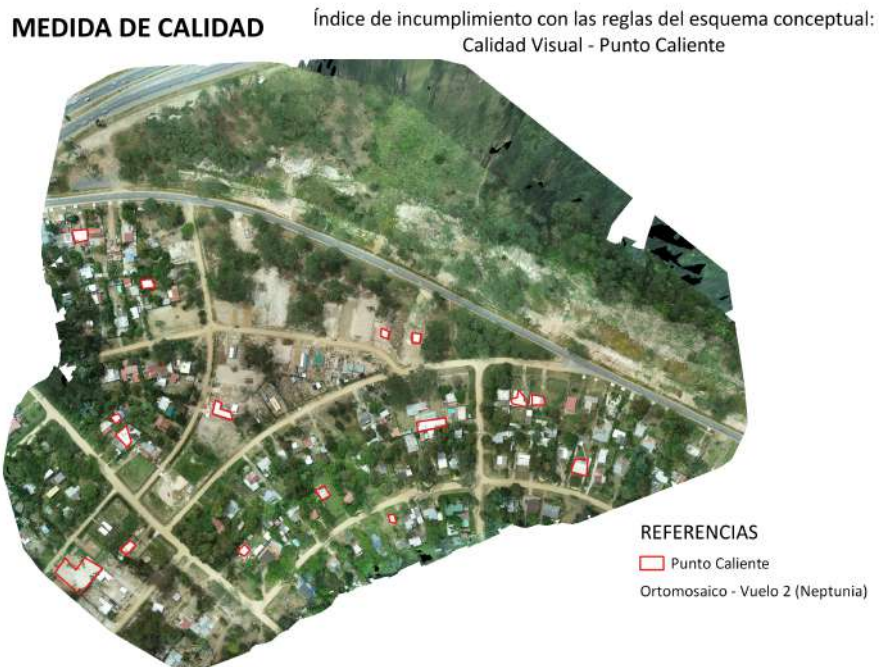 MEDIDA DE CALIDAD
Índice de incumplimiento con las reglas del esquema conceptual:
Calidad Visual - Punto Caliente
REFERENCIAS
Punto Caliente
Ortomosaico - Vuelo 2 (Neptunia)